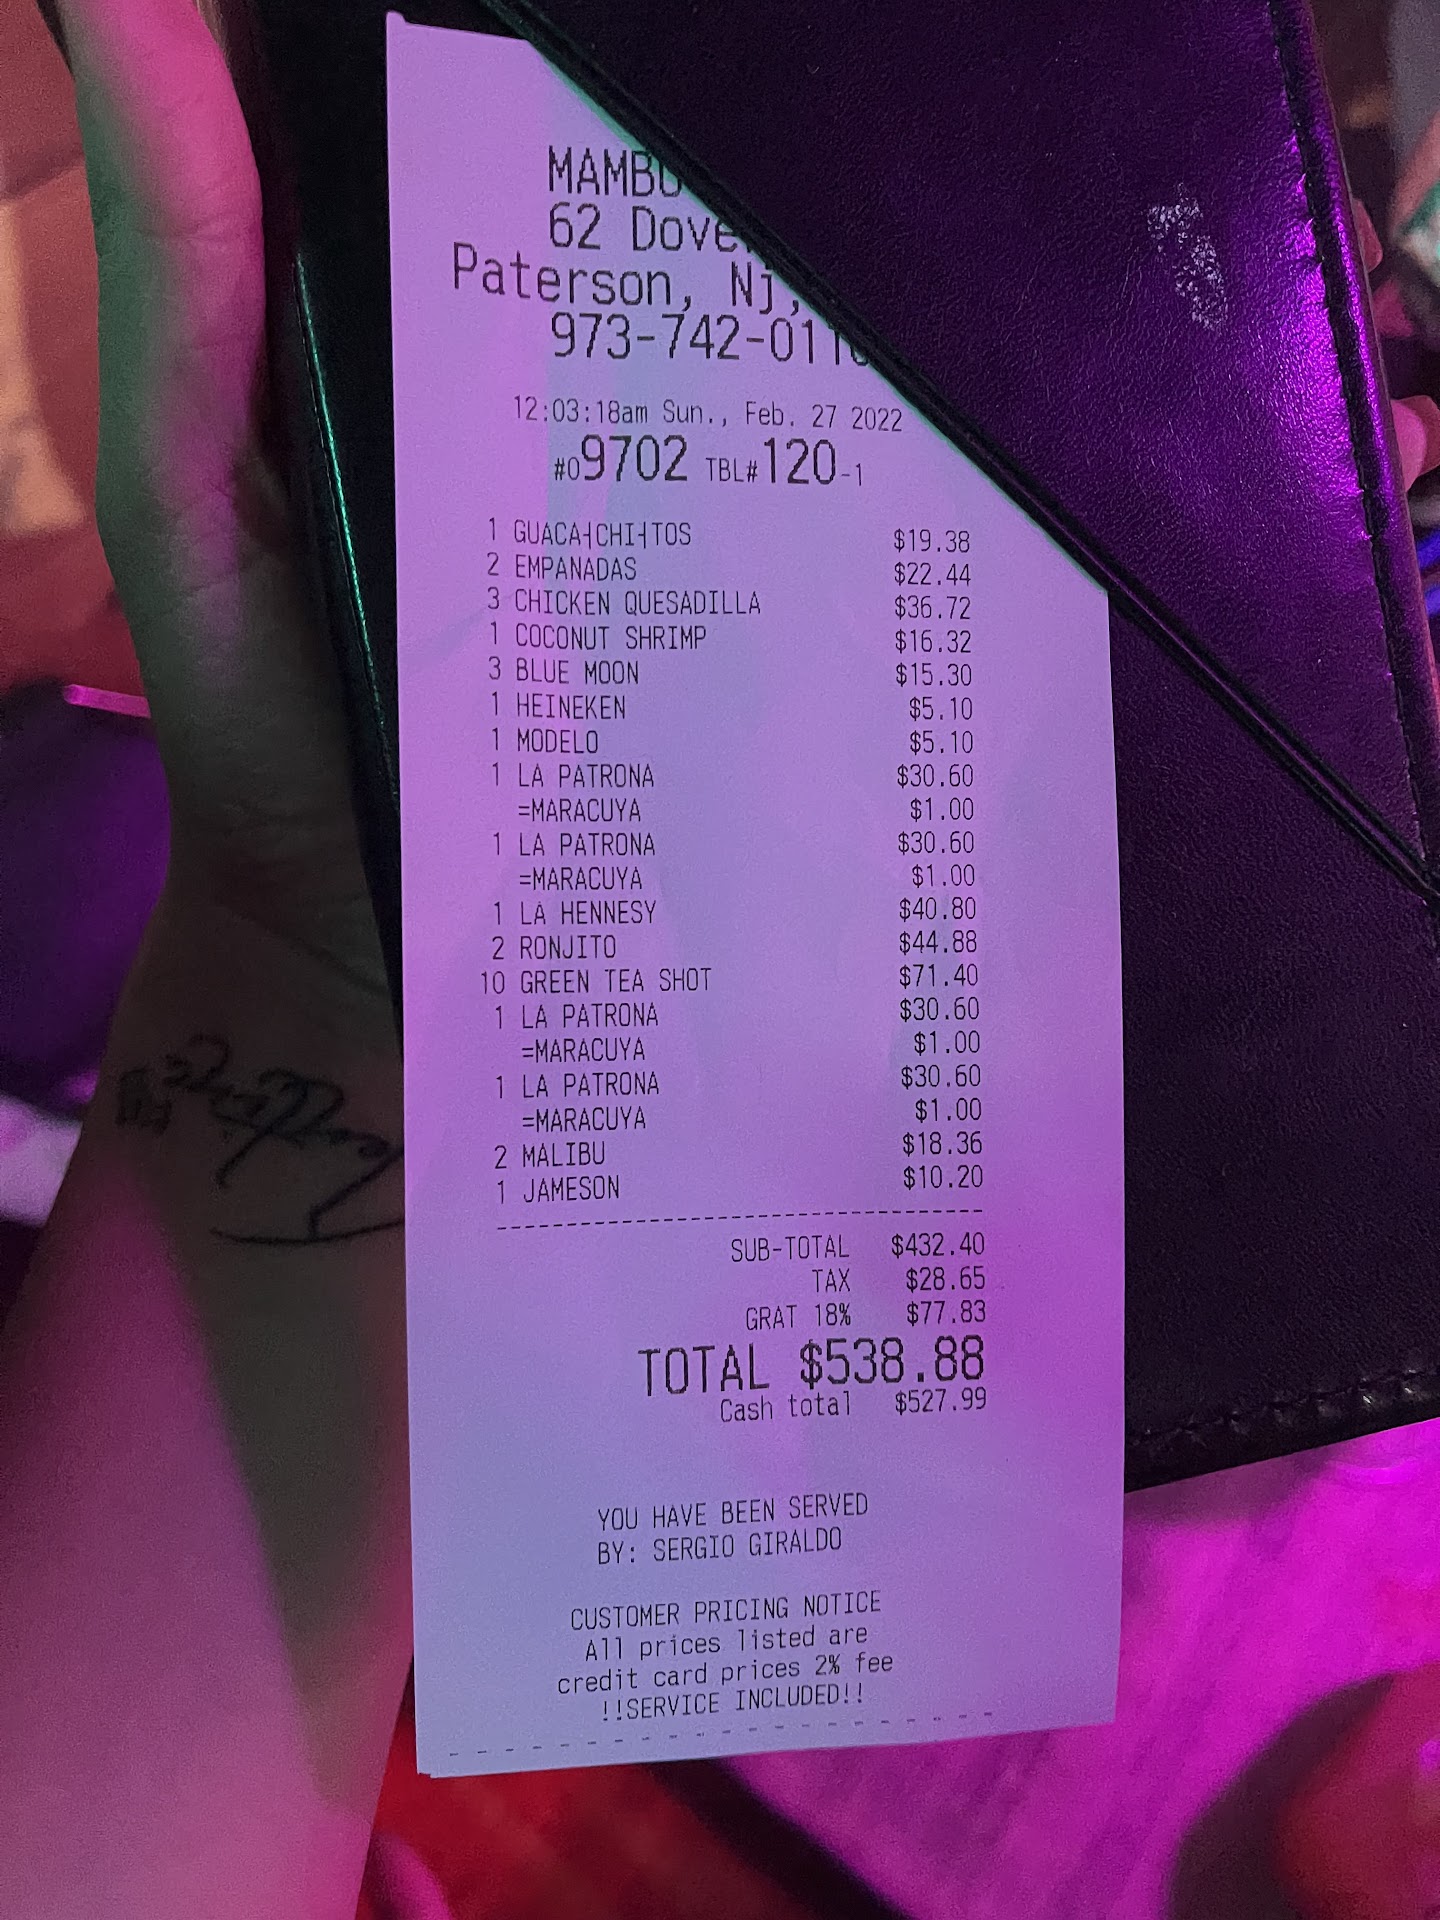 MAMBO
62 Dove
Paterson, Nj,
973-742-0110
12:03:18am Sun., Feb. 27 2022
#09702 TBL#120-1
1 GUACA┤CHI┤TOS $19.38
2 EMPANADAS $22.44
3 CHICKEN QUESADILLA $36.72
1 COCONUT SHRIMP $16.32
3 BLUE MOON $15.30
1 HEINEKEN $5.10
1 MODELO $5.10
1 LA PATRONA $30.60
=MARACUYA $1.00
1 LA PATRONA $30.60
=MARACUYA $1.00
1 LA HENNESY $40.80
2 RONJITO $44.88
10 GREEN TEA SHOT $71.40
1 LA PATRONA $30.60
=MARACUYA $1.00
1 LA PATRONA $30.60
=MARACUYA $1.00
2 MALIBU $18.36
1 JAMESON $10.20
SUB-TOTAL $432.40
TAX $28.65
GRAT 18% $77.83
TOTAL $538.88
Cash total $527.99
YOU HAVE BEEN SERVED
BY: SERGIO GIRALDO
CUSTOMER PRICING NOTICE
All prices listed are
credit card prices 2% fee
!!SERVICE INCLUDED!!